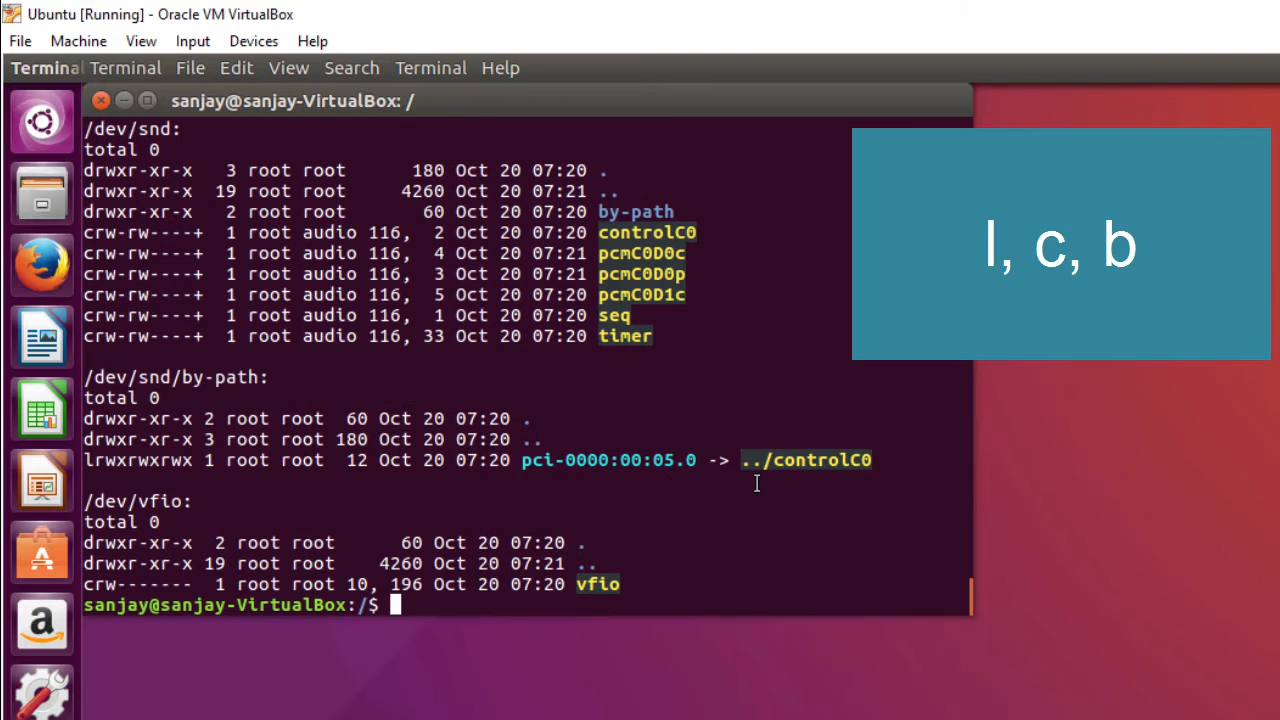 Ubuntu [Running] - Oracle VM VirtualBox
File Machine View Input Devices Help
Terminal Terminal File Edit View Search Terminal Help
sanjay@sanjay-VirtualBox: /
/dev/snd:
total 0
drwxr-xr-x  3 root root      180 Oct 20 07:20 .
drwxr-xr-x 19 root root     4260 Oct 20 07:21 ..
drwxr-xr-x  2 root root       60 Oct 20 07:20 by-path
crw-rw----+  1 root audio 116,  2 Oct 20 07:20 controlC0
crw-rw----+  1 root audio 116,  4 Oct 20 07:21 pcmC0D0c
crw-rw----+  1 root audio 116,  3 Oct 20 07:21 pcmC0D0p
crw-rw----+  1 root audio 116,  5 Oct 20 07:21 pcmC0D1c
crw-rw----+  1 root audio 116,  1 Oct 20 07:20 seq
crw-rw----+  1 root audio 116, 33 Oct 20 07:20 timer
l, c, b
/dev/snd/by-path:
total 0
drwxr-xr-x 2 root root  60 Oct 20 07:20 .
drwxr-xr-x 3 root root 180 Oct 20 07:20 ..
lrwxrwxrwx 1 root root  12 Oct 20 07:20 pci-0000:00:05.0 -> ../controlC0
/dev/vfio:
total 0
drwxr-xr-x  2 root root      60 Oct 20 07:20 .
drwxr-xr-x 19 root root    4260 Oct 20 07:21 ..
crw-------  1 root root 10, 196 Oct 20 07:20 vfio
sanjay@sanjay-VirtualBox:/$